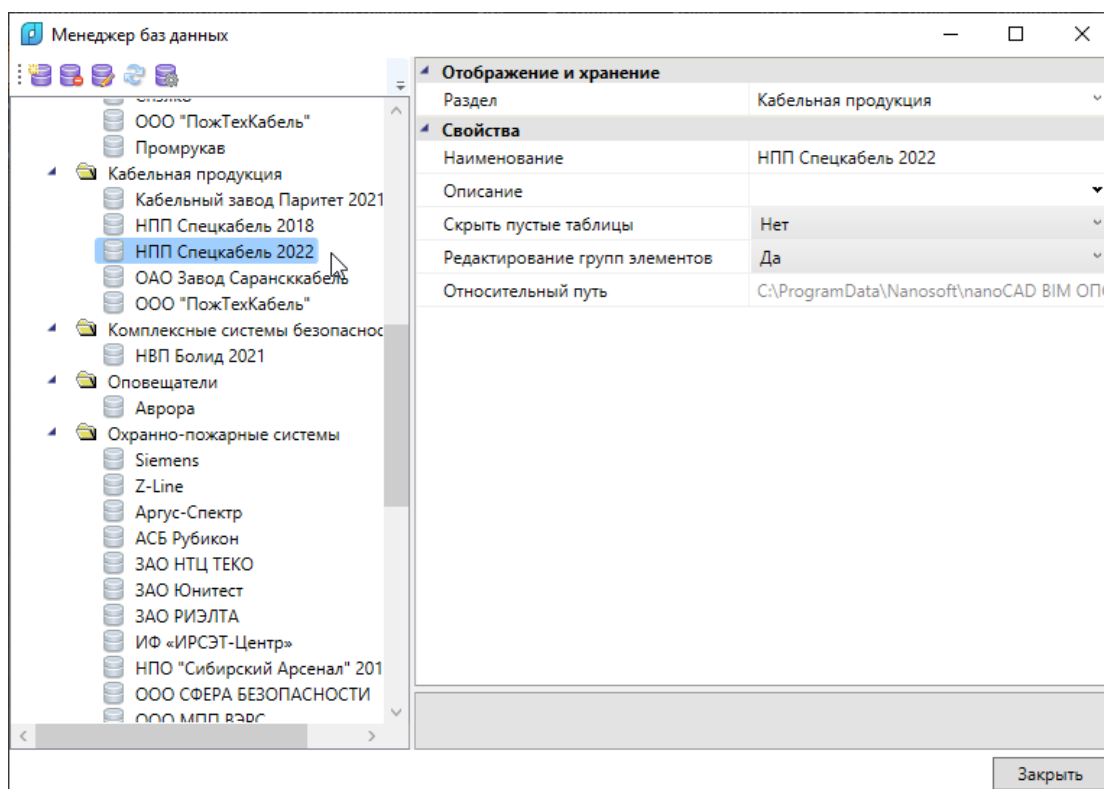 Менеджер баз данных
ООО "ПожТехКабель"
Промрукав
Кабельная продукция
Кабельный завод Паритет 2021
НПП Спецкабель 2018
НПП Спецкабель 2022
ОАО Завод Сарансккабель
ООО "ПожТехКабель"
Комплексные системы безопаснос
НВП Болид 2021
Оповещатели
Аврора
Охранно-пожарные системы
Siemens
Z-Line
Аргус-Спектр
АСБ Рубикон
ЗАО НТЦ ТЕКО
ЗАО Юнитест
ЗАО РИЭЛТА
ИФ «ИРСЭТ-Центр»
НПО "Сибирский Арсенал" 201
ООО СФЕРА БЕЗОПАСНОСТИ
ООО МПП ВЭРС
Отображение и хранение
Раздел Кабельная продукция
Свойства
Наименование НПП Спецкабель 2022
Описание
Скрыть пустые таблицы Нет
Редактирование групп элементов Да
Относительный путь C:\ProgramData\Nanosoft\nanoCAD BIM ОПС
Закрыть